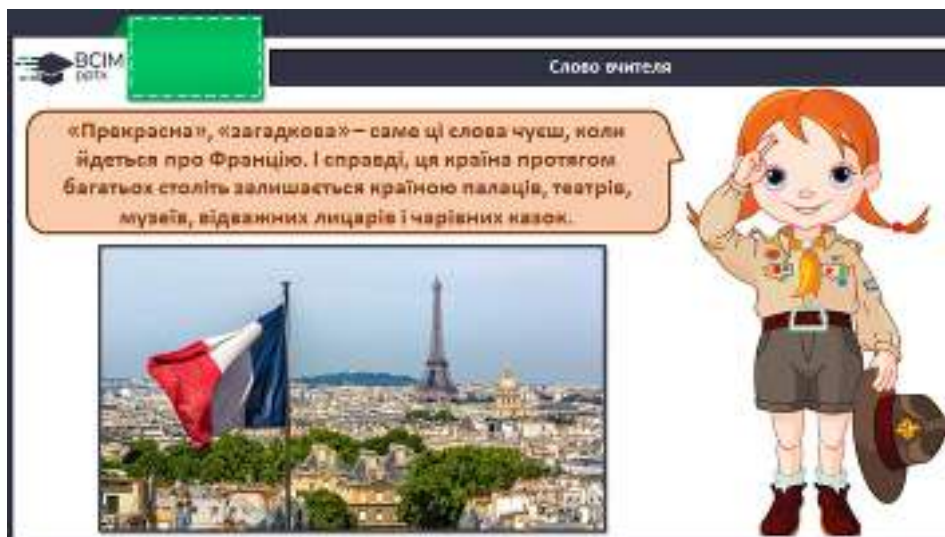 ВСІМ
pptx
Слово вчителя
«Прекрасна», «загадкова» – саме ці слова чуєш, коли
йдеться про Францію. І справді, ця країна протягом
багатьох століть залишається країною палаців, театрів,
музеїв, відважних лицарів і чарівних казок.